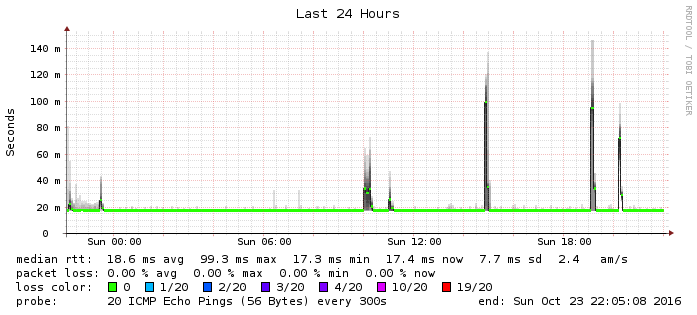 Last 24 Hours
RRDTOOL / TOBI OETIKER
Seconds
140 m
120 m
100 m
80 m
60 m
40 m
20 m
0
Sun 00:00 Sun 06:00 Sun 12:00 Sun 18:00
median rtt: 18.6 ms avg 99.3 ms max 17.3 ms min 17.4 ms now 7.7 ms sd 2.4 am/s
packet loss: 0.00 % avg 0.00 % max 0.00 % min 0.00 % now
loss color: 0 1/20 2/20 3/20 4/20 10/20 19/20
probe: 20 ICMP Echo Pings (56 Bytes) every 300s end: Sun Oct 23 22:05:08 2016